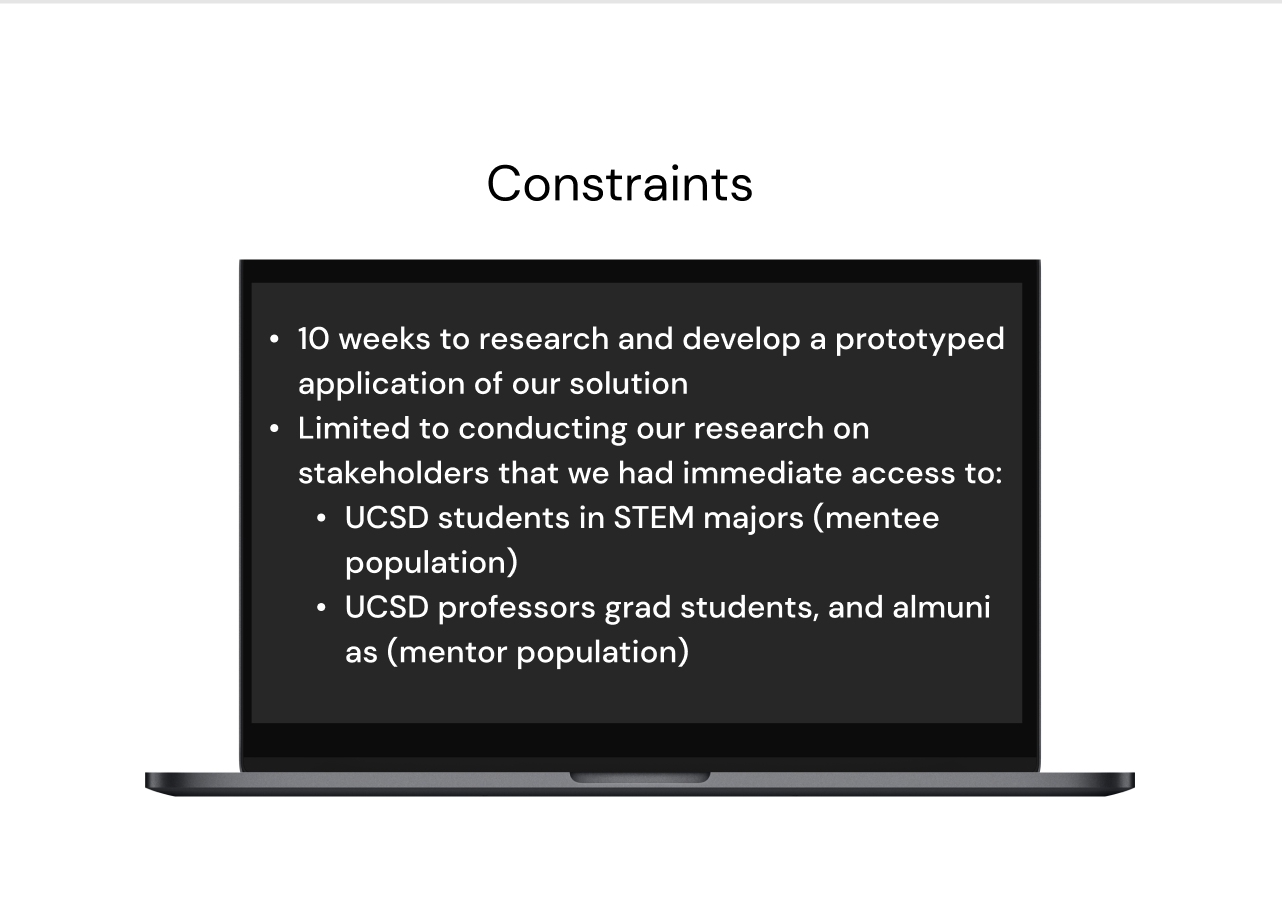 Constraints
• 10 weeks to research and develop a prototyped
application of our solution
• Limited to conducting our research on
stakeholders that we had immediate access to:
• UCSD students in STEM majors (mentee
population)
• UCSD professors grad students, and almuni
as (mentor population)